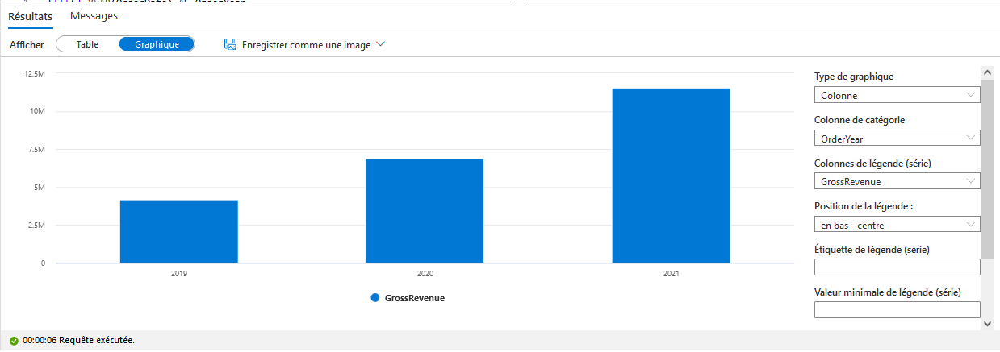 Résultats Messages
Afficher Table Graphique Enregistrer comme une image
12.5M
10M
7.5M
5M
2.5M
0
2019 2020 2021
GrossRevenue
Type de graphique
Colonne
Colonne de catégorie
OrderYear
Colonnes de légende (série)
GrossRevenue
Position de la légende :
en bas - centre
Étiquette de légende (série)
Valeur minimale de légende (série)
00:00:06 Requête exécutée.